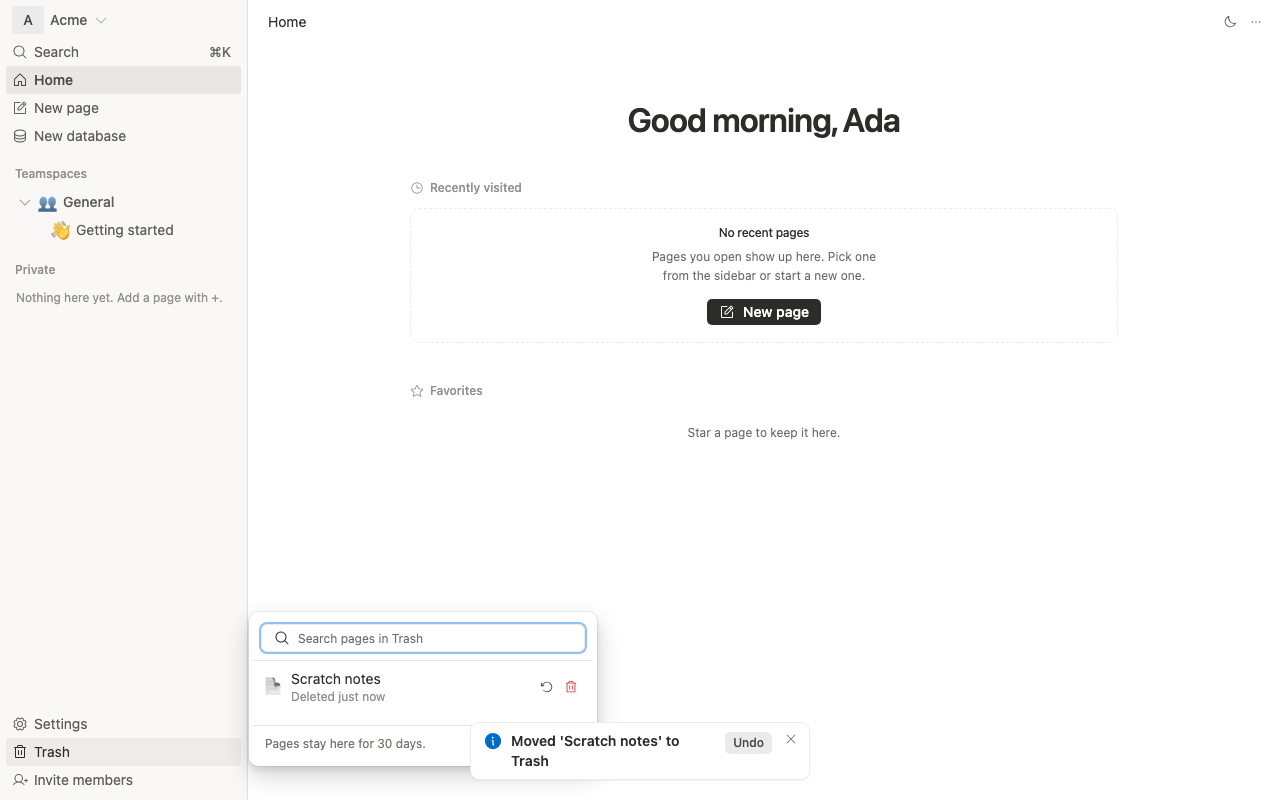 A Acme
Search ⌘K
Home
New page
New database
Teamspaces
General
Getting started
Private
Nothing here yet. Add a page with +.
Settings
Trash
Invite members
Home
Good morning, Ada
Recently visited
No recent pages
Pages you open show up here. Pick one
from the sidebar or start a new one.
New page
Favorites
Star a page to keep it here.
Search pages in Trash
Scratch notes
Deleted just now
Pages stay here for 30 days.
Moved 'Scratch notes' to
Trash
Undo